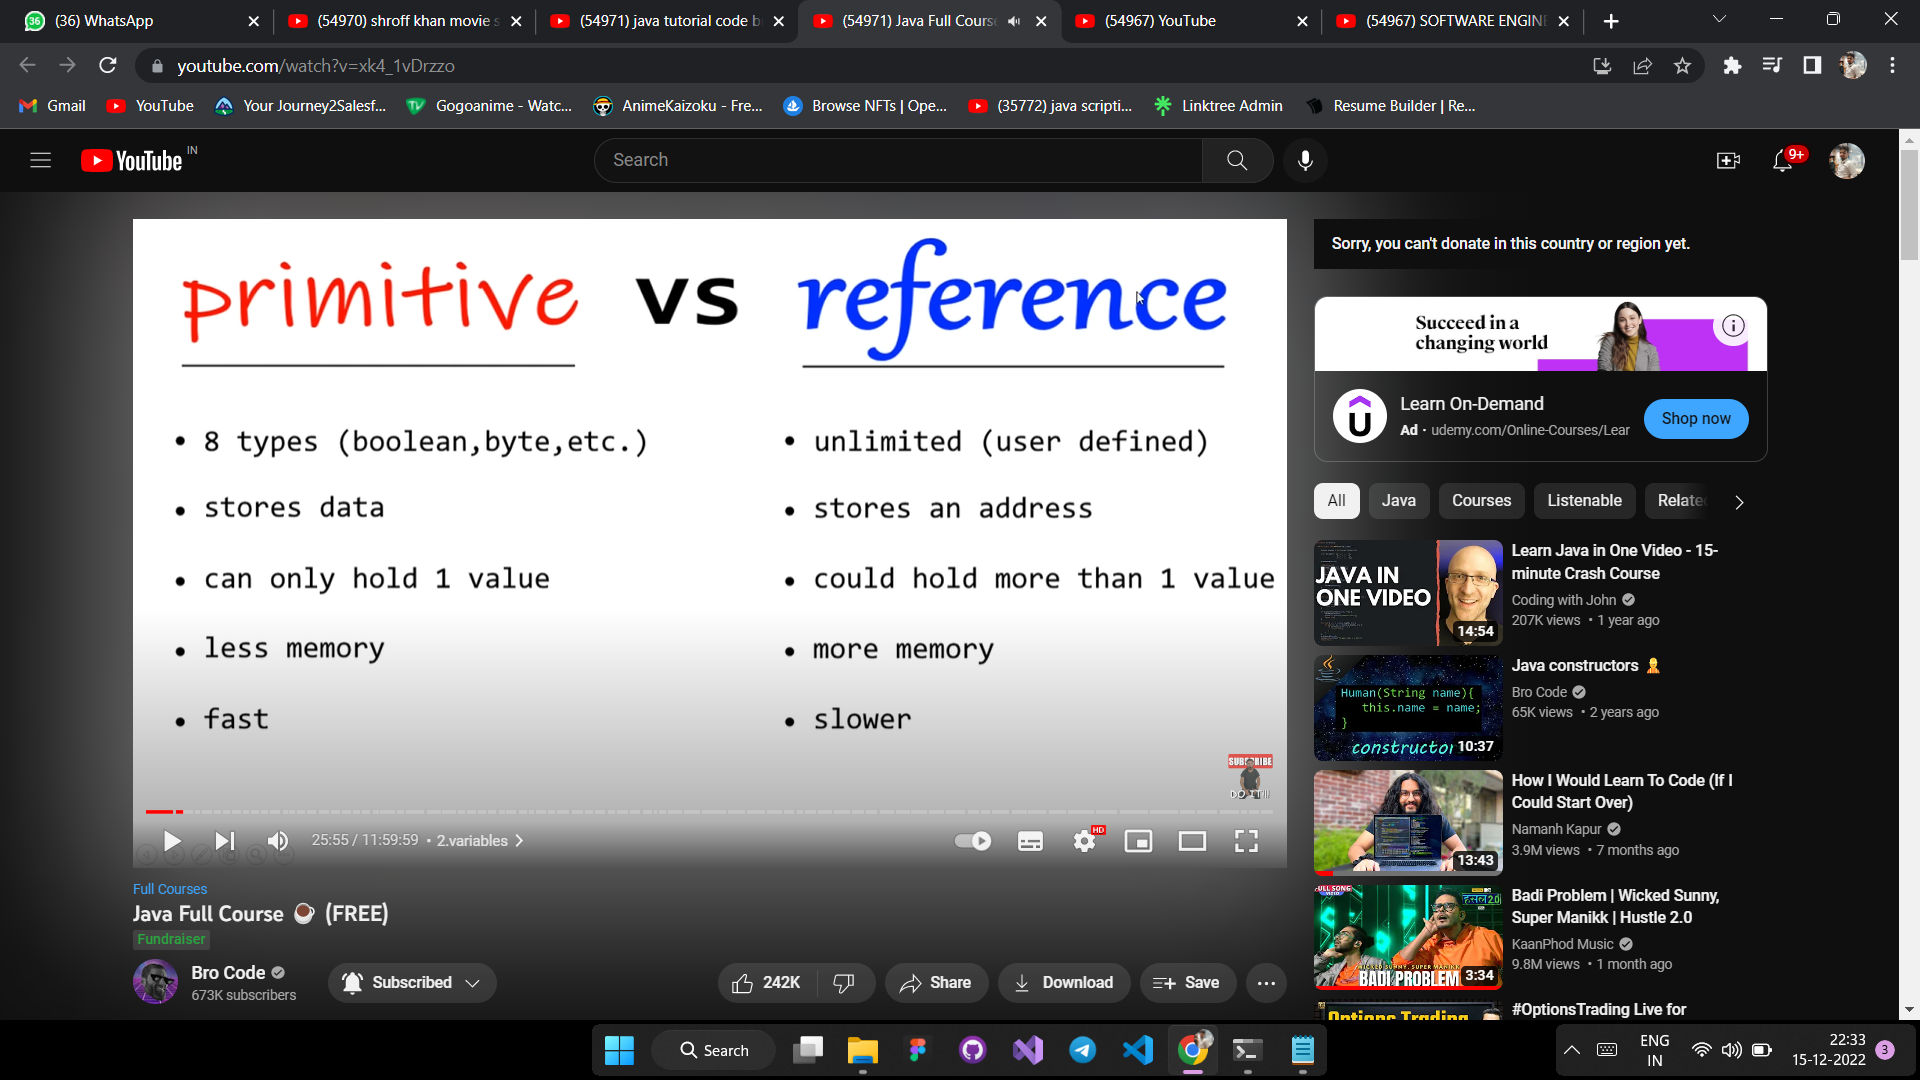 (36) WhatsApp
(54970) shroff khan movie s
(54971) java tutorial code b
(54971) Java Full Cours
(54967) YouTube
(54967) SOFTWARE ENGINE
youtube.com/watch?v=xk4_1vDrzzo
Gmail
YouTube
Your Journey2Salesf...
Gogoanime - Watc...
AnimeKaizoku - Fre...
Browse NFTs | Ope...
(35772) java scripti...
Linktree Admin
Resume Builder | Re...
YouTube IN
Search
9+
primitive vs reference
• 8 types (boolean,byte,etc.)
• unlimited (user defined)
• stores data
• stores an address
• can only hold 1 value
• could hold more than 1 value
• less memory
• more memory
• fast
• slower
SUBSCRIBE
DO IT!!!
25:55 / 11:59:59 • 2.variables
HD
Full Courses
Java Full Course ☕ (FREE)
Fundraiser
Bro Code
673K subscribers
Subscribed
242K
Share
Download
Save
Sorry, you can't donate in this country or region yet.
Succeed in a
changing world
Learn On-Demand
Ad · udemy.com/Online-Courses/Lear
Shop now
All
Java
Courses
Listenable
Relate
JAVA IN
ONE VIDEO
14:54
Learn Java in One Video - 15-
minute Crash Course
Coding with John
207K views • 1 year ago
Human(String name){
this.name = name;
}
constructor
10:37
Java constructors 👷
Bro Code
65K views • 2 years ago
13:43
How I Would Learn To Code (If I
Could Start Over)
Namanh Kapur
3.9M views • 7 months ago
FULL SONG
VIDEO
हसल 2.0
WICKED SUNNY, SUPER MANIKK
BADI PROBLEM
3:34
Badi Problem | Wicked Sunny,
Super Manikk | Hustle 2.0
KaanPhod Music
9.8M views • 1 month ago
Options Trading
#OptionsTrading Live for
Search
ENG
IN
22:33
15-12-2022
3